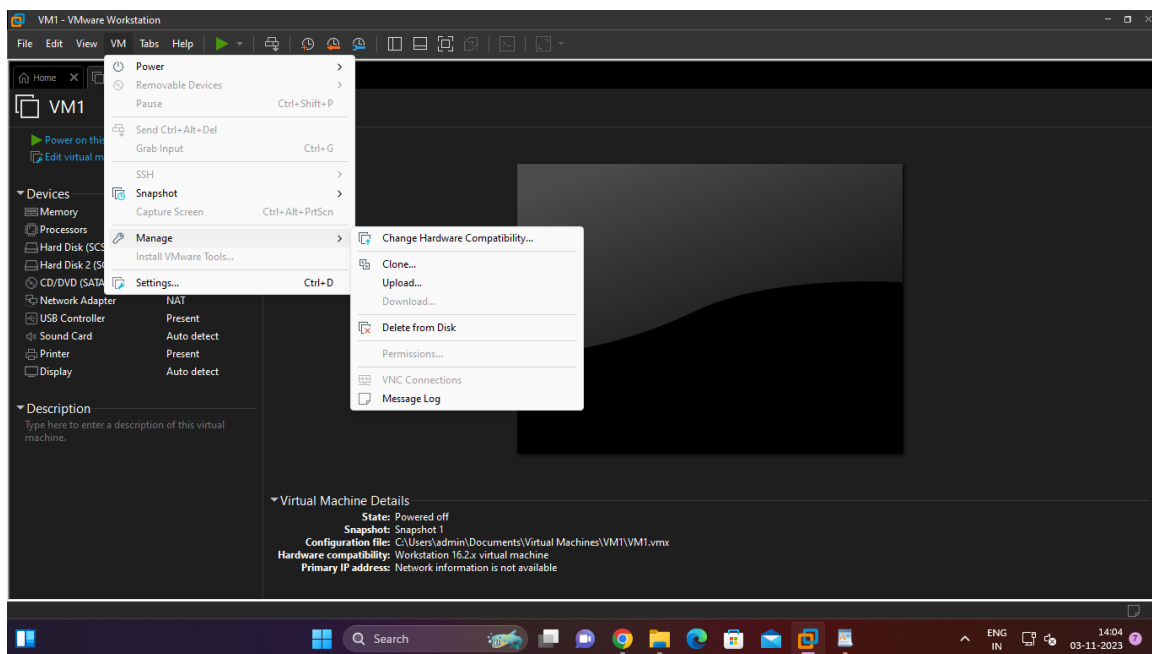 VM1 - VMware Workstation
File Edit View VM Tabs Help
Home
VM1
Power on this
Edit virtual m
Power
Removable Devices
Pause Ctrl+Shift+P
Send Ctrl+Alt+Del
Grab Input Ctrl+G
SSH
Snapshot
Capture Screen Ctrl+Alt+PrtScn
Manage
Install VMware Tools...
Settings... Ctrl+D
Change Hardware Compatibility...
Clone...
Upload...
Download...
Delete from Disk
Permissions...
VNC Connections
Message Log
Devices
Memory
Processors
Hard Disk (SCS
Hard Disk 2 (S
CD/DVD (SATA
Network Adapter NAT
USB Controller Present
Sound Card Auto detect
Printer Present
Display Auto detect
Description
Type here to enter a description of this virtual
machine.
Virtual Machine Details
State: Powered off
Snapshot: Snapshot 1
Configuration file: C:\Users\admin\Documents\Virtual Machines\VM1\VM1.vmx
Hardware compatibility: Workstation 16.2.x virtual machine
Primary IP address: Network information is not available
Search
ENG
IN
14:04
03-11-2023
7